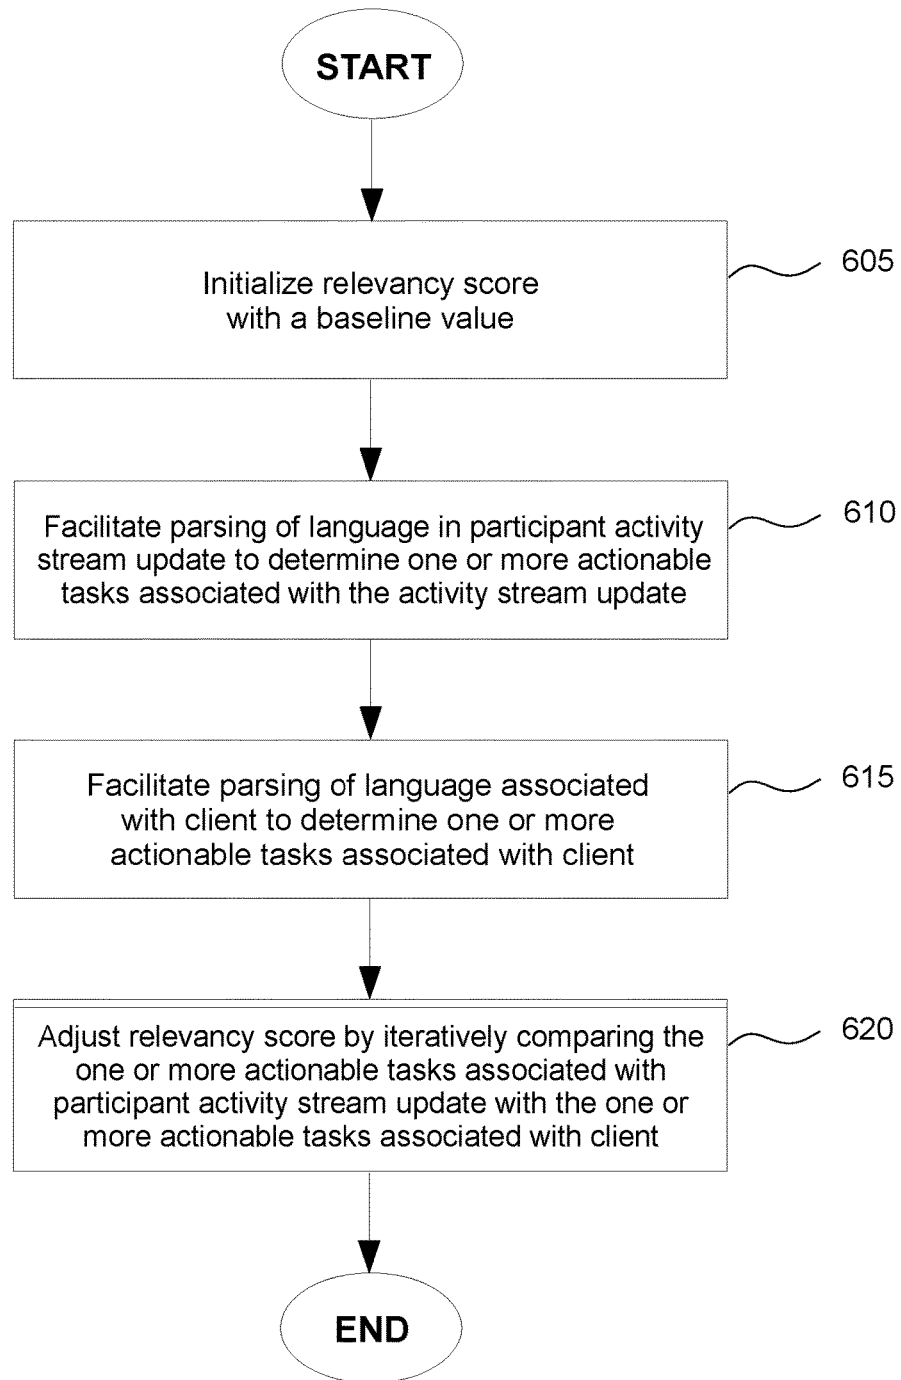 START
Initialize relevancy score
with a baseline value
605
Facilitate parsing of language in participant activity
stream update to determine one or more actionable
tasks associated with the activity stream update
610
Facilitate parsing of language associated
with client to determine one or more
actionable tasks associated with client
615
Adjust relevancy score by iteratively comparing the
one or more actionable tasks associated with
participant activity stream update with the one or
more actionable tasks associated with client
620
END